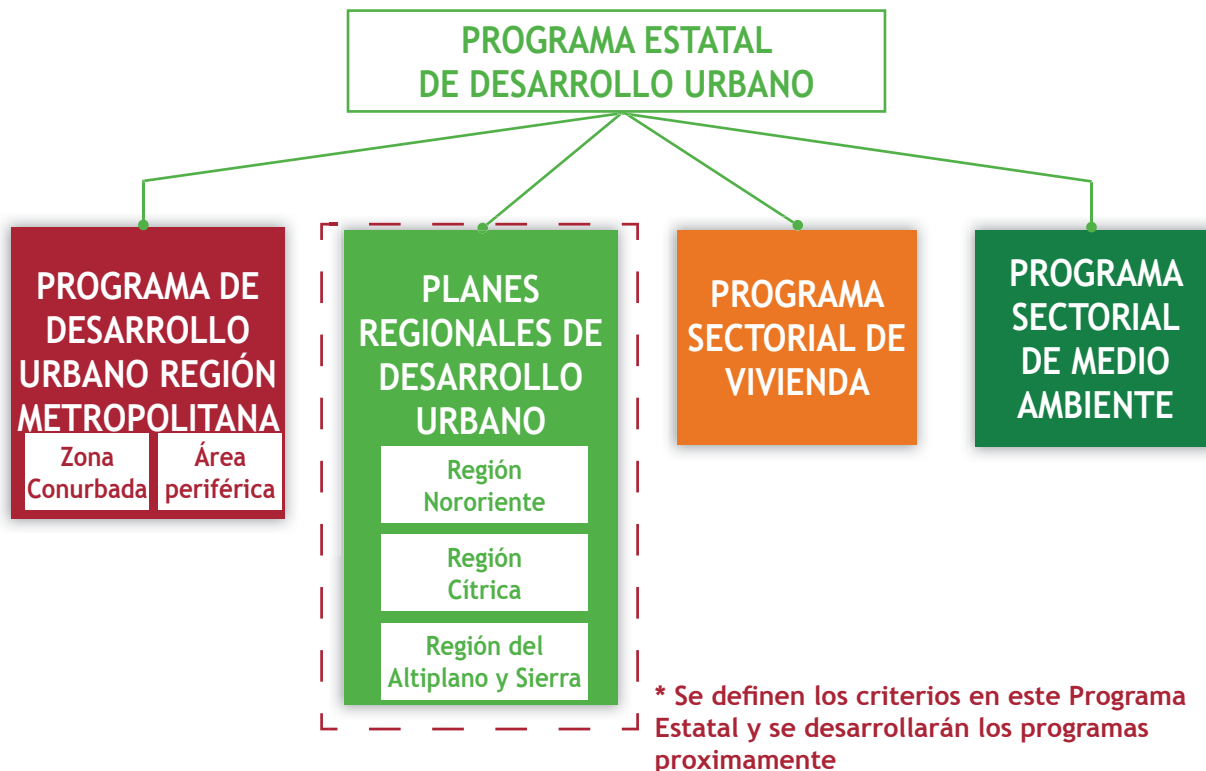 PROGRAMA ESTATAL
DE DESARROLLO URBANO
PROGRAMA DE
DESARROLLO
URBANO REGIÓN
METROPOLITANA
Zona
Conurbada
Área
periférica
PLANES
REGIONALES DE
DESARROLLO
URBANO
Región
Nororiente
Región
Cítrica
Región del
Altiplano y Sierra
PROGRAMA
SECTORIAL DE
VIVIENDA
PROGRAMA
SECTORIAL
DE MEDIO
AMBIENTE
* Se definen los criterios en este Programa
Estatal y se desarrollarán los programas
proximamente